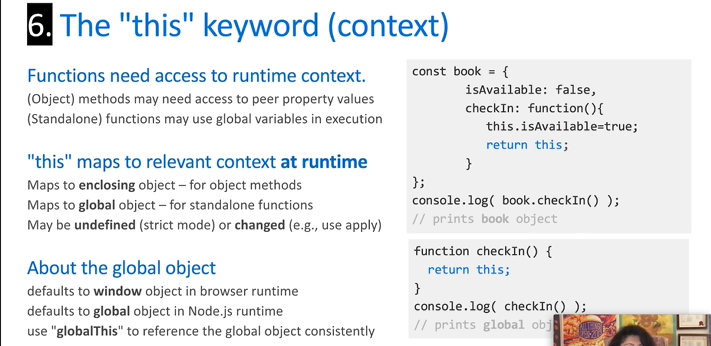 6. The "this" keyword (context)
Functions need access to runtime context.
(Object) methods may need access to peer property values
(Standalone) functions may use global variables in execution
"this" maps to relevant context at runtime
Maps to enclosing object – for object methods
Maps to global object – for standalone functions
May be undefined (strict mode) or changed (e.g., use apply)
About the global object
defaults to window object in browser runtime
defaults to global object in Node.js runtime
use "globalThis" to reference the global object consistently
const book = {
isAvailable: false,
checkIn: function(){
this.isAvailable=true;
return this;
}
};
console.log( book.checkIn() );
// prints book object
function checkIn() {
return this;
}
console.log( checkIn() );
// prints global obj